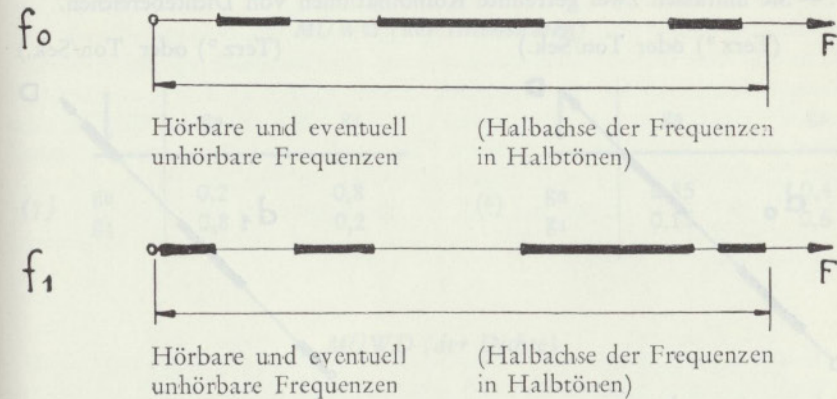 f₀
F
Hörbare und eventuell (Halbachse der Frequenzen
unhörbare Frequenzen in Halbtönen)
f₁
F
Hörbare und eventuell (Halbachse der Frequenzen
unhörbare Frequenzen in Halbtönen)